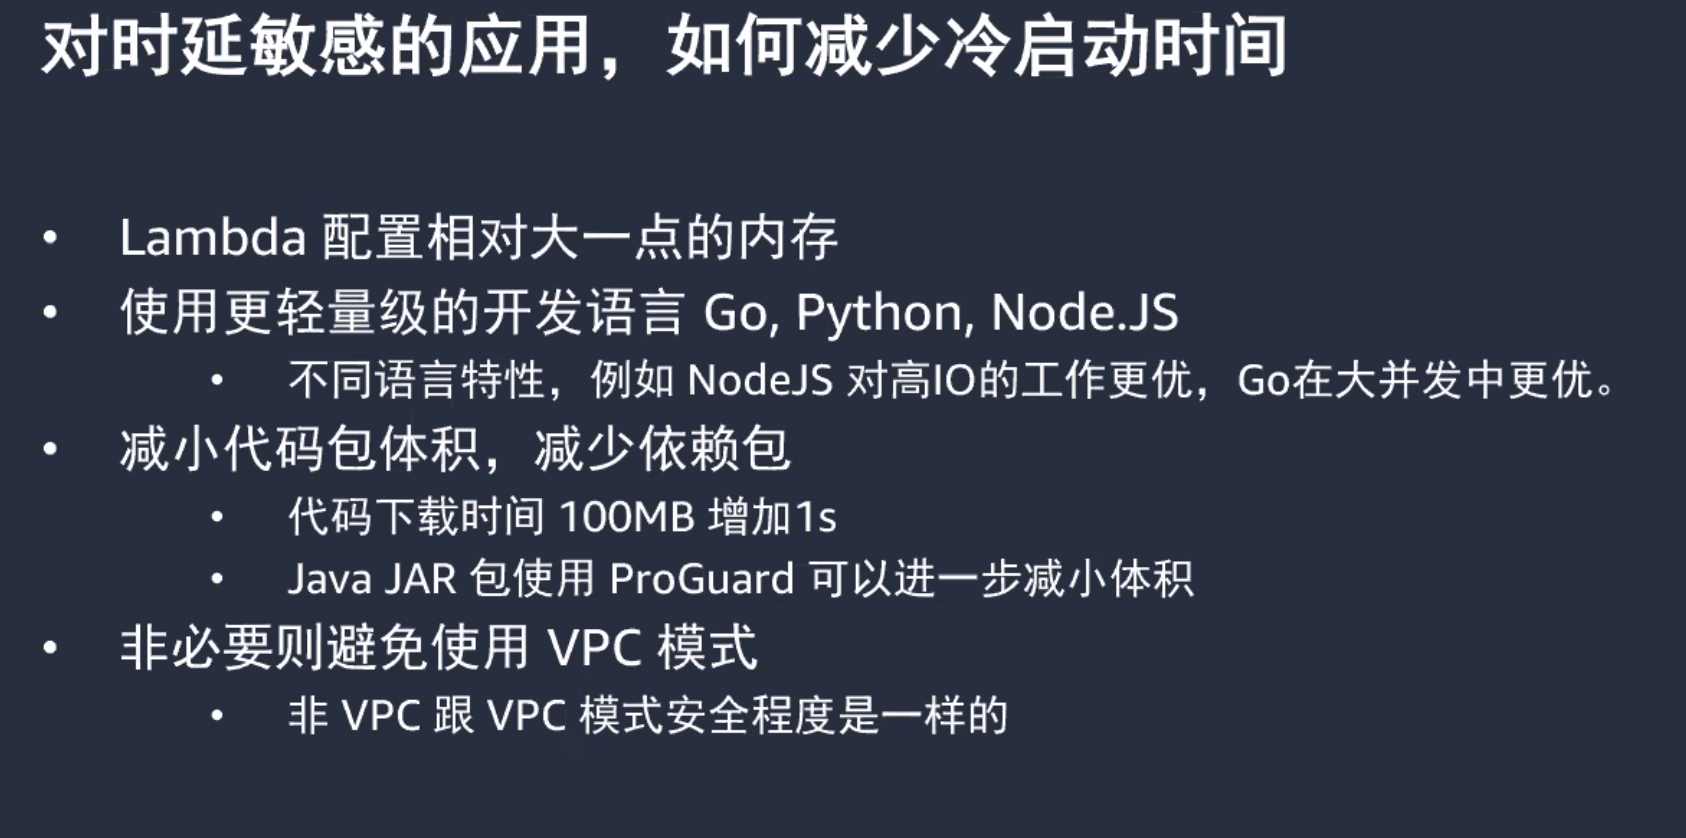 对时延敏感的应用，如何减少冷启动时间
• Lambda 配置相对大一点的内存
• 使用更轻量级的开发语言 Go, Python, Node.JS
• 不同语言特性，例如 NodeJS 对高IO的工作更优，Go在大并发中更优。
• 减小代码包体积，减少依赖包
• 代码下载时间 100MB 增加1s
• Java JAR 包使用 ProGuard 可以进一步减小体积
• 非必要则避免使用 VPC 模式
• 非 VPC 跟 VPC 模式安全程度是一样的